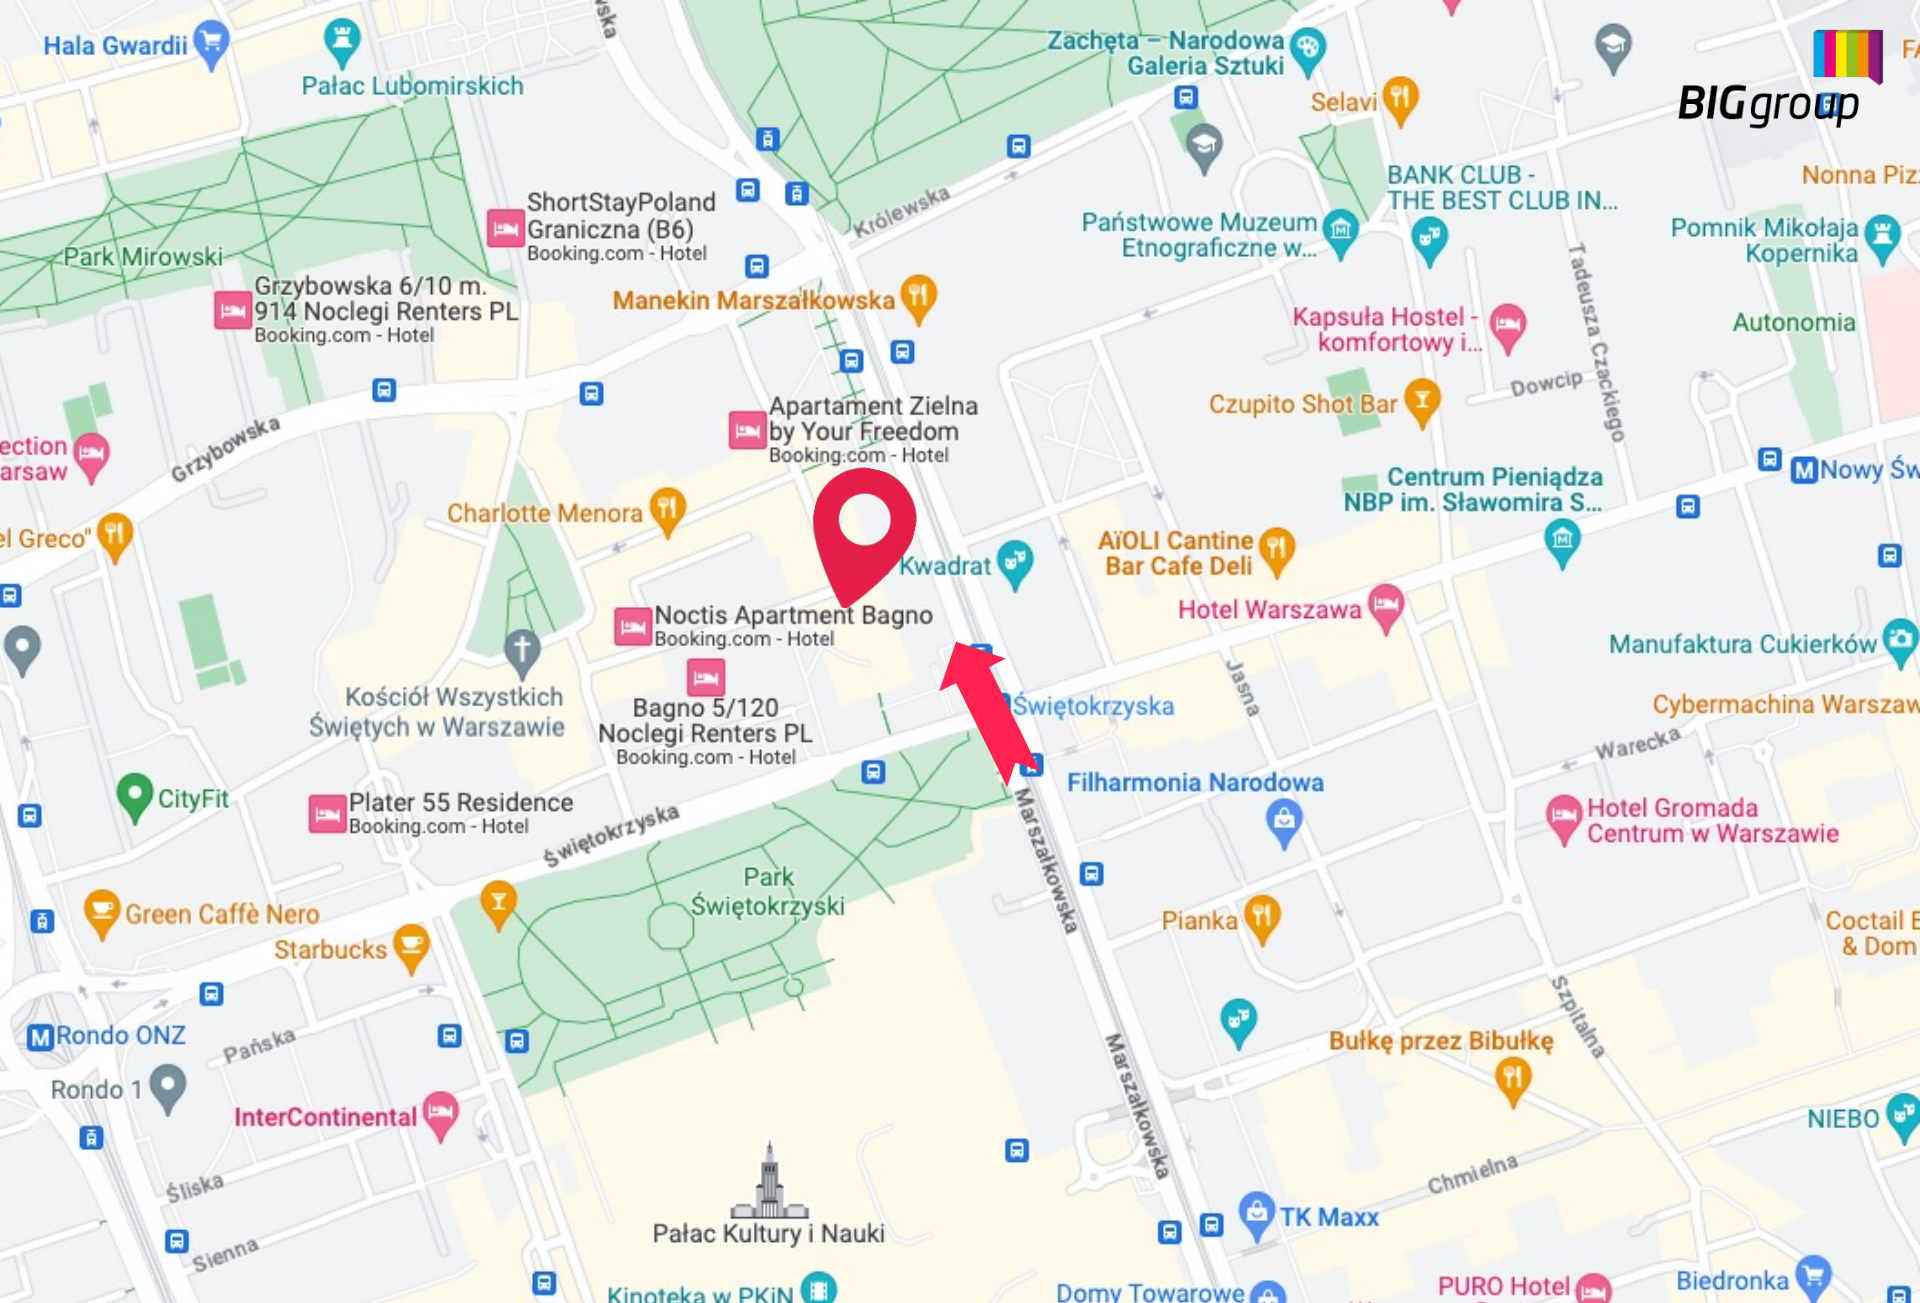 wska
Hala Gwardii
Pałac Lubomirskich
Zachęta – Narodowa
Galeria Sztuki
Selavi
BIGgroup
FA
ShortStayPoland
Graniczna (B6)
Booking.com - Hotel
Królewska
BANK CLUB -
THE BEST CLUB IN...
Nonna Piz
Państwowe Muzeum
Etnograficzne w...
Pomnik Mikołaja
Kopernika
Park Mirowski
Grzybowska 6/10 m.
914 Noclegi Renters PL
Booking.com - Hotel
Manekin Marszałkowska
Kapsuła Hostel -
komfortowy i...
Tadeusza Czackiego
Autonomia
Dowcip
Czupito Shot Bar
Apartament Zielna
by Your Freedom
Booking.com - Hotel
Grzybowska
ection
arsaw
Centrum Pieniądza
NBP im. Sławomira S...
M Nowy Św
Charlotte Menora
el Greco"
AïOLI Cantine
Bar Cafe Deli
Kwadrat
Hotel Warszawa
Noctis Apartment Bagno
Booking.com - Hotel
Manufaktura Cukierków
Kościół Wszystkich
Świętych w Warszawie
Bagno 5/120
Noclegi Renters PL
Booking.com - Hotel
Świętokrzyska
Jasna
Cybermachina Warszaw
Warecka
Filharmonia Narodowa
CityFit
Plater 55 Residence
Booking.com - Hotel
Świętokrzyska
Marszałkowska
Hotel Gromada
Centrum w Warszawie
Park
Świętokrzyski
Green Caffè Nero
Starbucks
Pianka
Coctail B
& Dom
Szpitalna
M Rondo ONZ
Pańska
Rondo 1
InterContinental
Marszałkowska
Bułkę przez Bibułkę
NIEBO
Śliska
Chmielna
Sienna
Pałac Kultury i Nauki
TK Maxx
Kinoteka w PKiN
Domy Towarowe
PURO Hotel
Biedronka